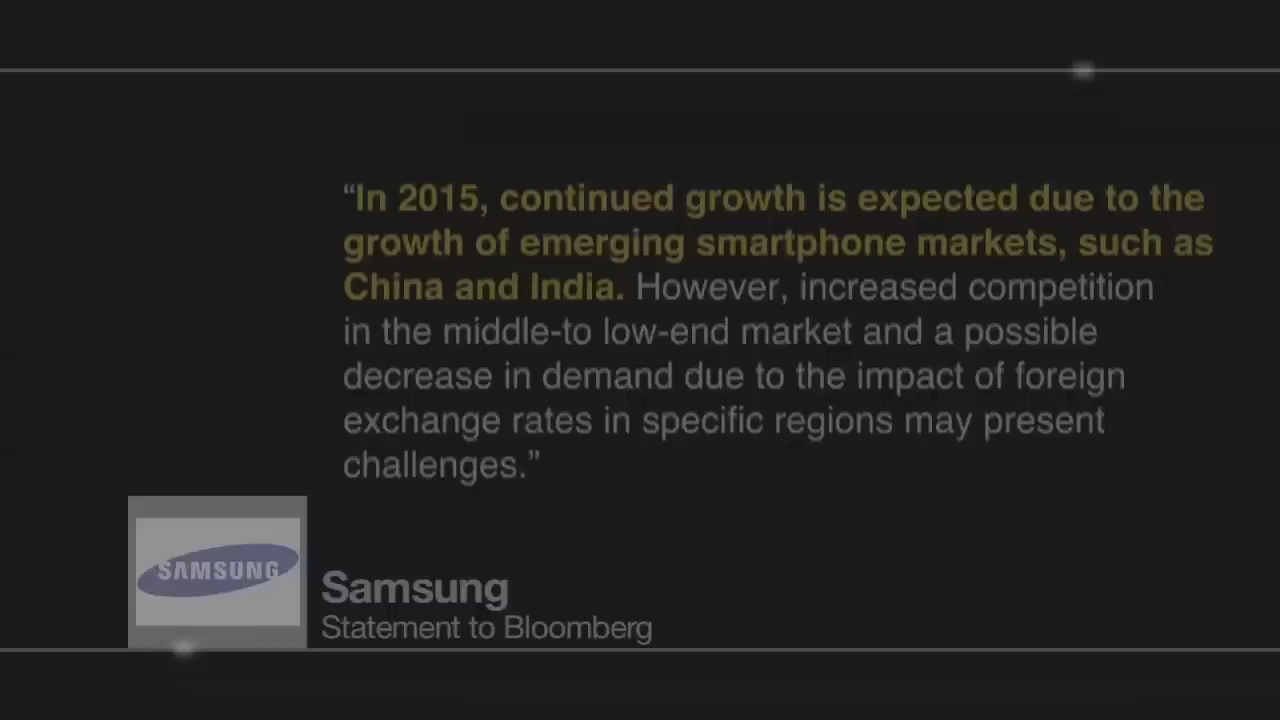 “In 2015, continued growth is expected due to the
growth of emerging smartphone markets, such as
China and India. However, increased competition
in the middle-to low-end market and a possible
decrease in demand due to the impact of foreign
exchange rates in specific regions may present
challenges.”
SAMSUNG
Samsung
Statement to Bloomberg